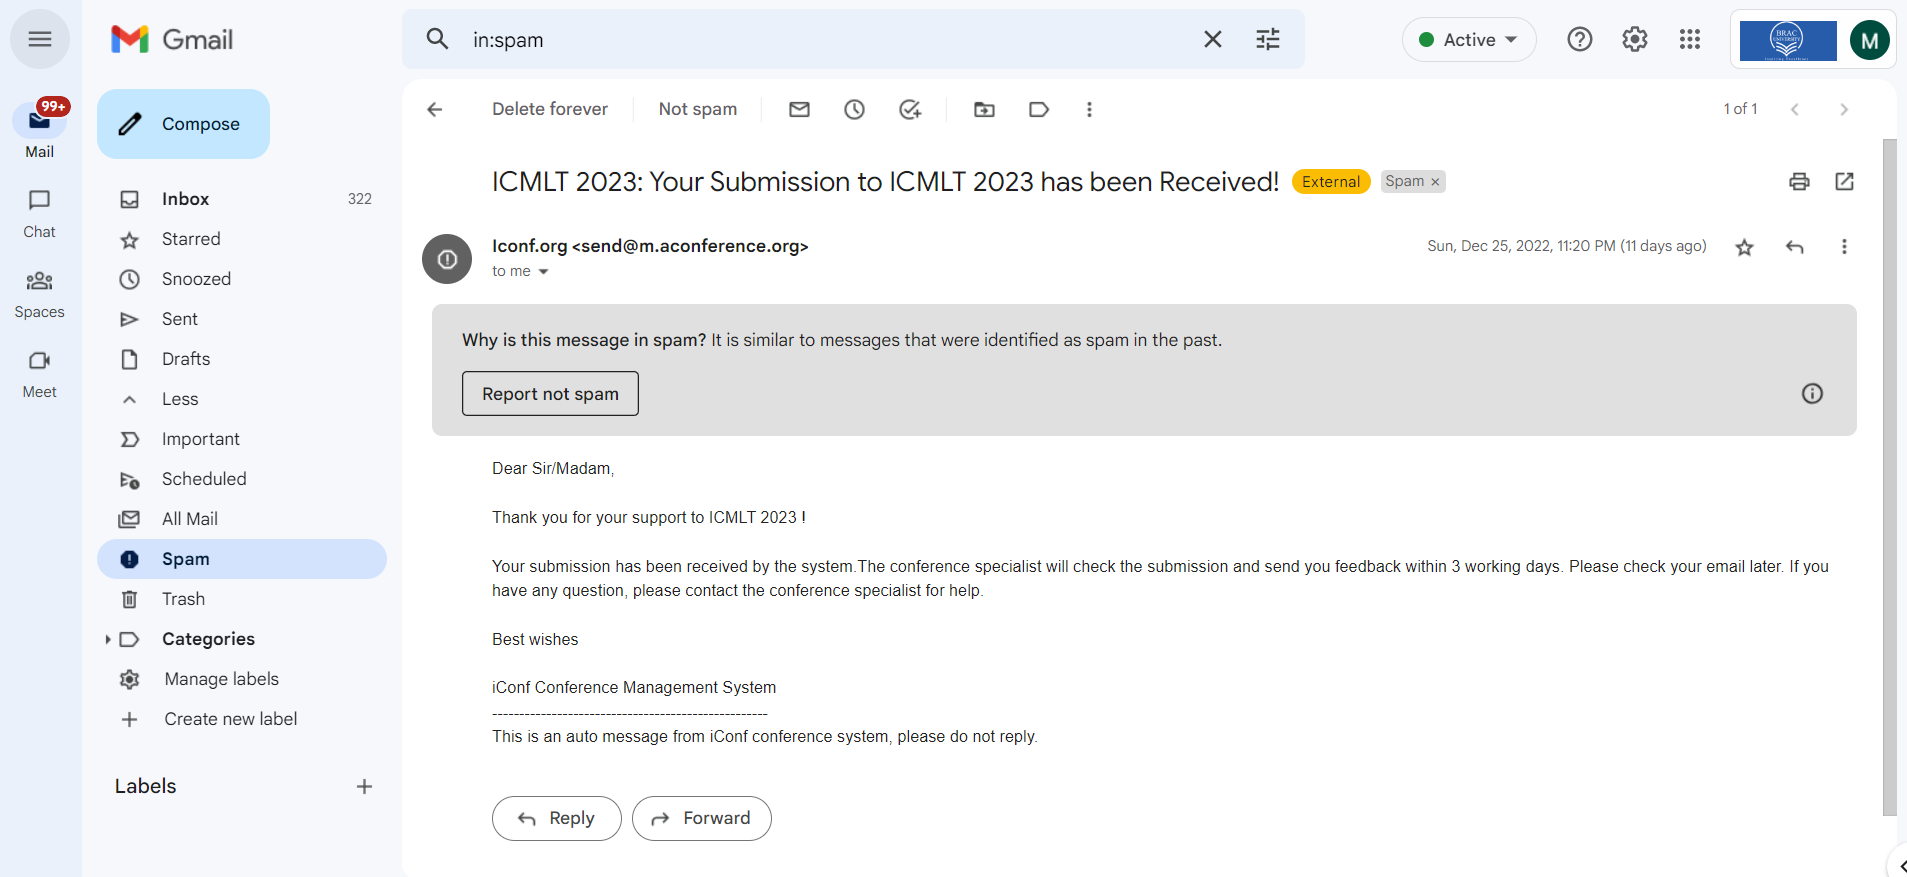 Gmail
in:spam
Active
BRAC
UNIVERSITY
M
99+
Mail
Chat
Spaces
Meet
Compose
Inbox 322
Starred
Snoozed
Sent
Drafts
Less
Important
Scheduled
All Mail
Spam
Trash
Categories
Manage labels
Create new label
Labels
Delete forever
Not spam
1 of 1
ICMLT 2023: Your Submission to ICMLT 2023 has been Received! External Spam ×
Iconf.org <send@m.aconference.org>
Sun, Dec 25, 2022, 11:20 PM (11 days ago)
to me
Why is this message in spam? It is similar to messages that were identified as spam in the past.
Report not spam
Dear Sir/Madam,
Thank you for your support to ICMLT 2023 !
Your submission has been received by the system.The conference specialist will check the submission and send you feedback within 3 working days. Please check your email later. If you
have any question, please contact the conference specialist for help.
Best wishes
iConf Conference Management System
---------------------------------------------------
This is an auto message from iConf conference system, please do not reply.
Reply
Forward